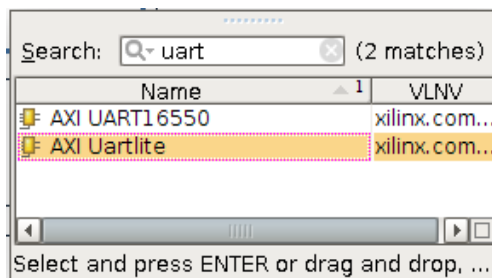 Search: uart (2 matches)
Name 1 VLNV
AXI UART16550 xilinx.com...
AXI Uartlite xilinx.com...
Select and press ENTER or drag and drop, ...